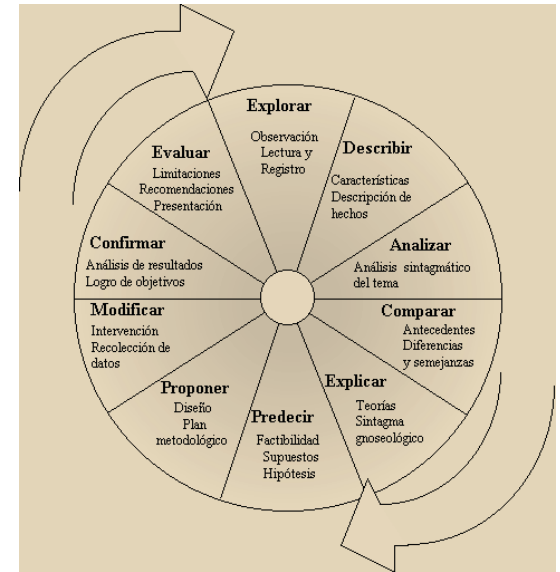 Explorar
Observación
Lectura y
Registro
Describir
Características
Descripción de
hechos
Analizar
Análisis sintagmático
del tema
Comparar
Antecedentes
Diferencias
y semejanzas
Explicar
Teorías
Sintagma
gnoseológico
Predecir
Factibilidad
Supuestos
Hipótesis
Proponer
Diseño
Plan
metodológico
Modificar
Intervención
Recolección de
datos
Confirmar
Análisis de resultados
Logro de objetivos
Evaluar
Limitaciones
Recomendaciones
Presentación